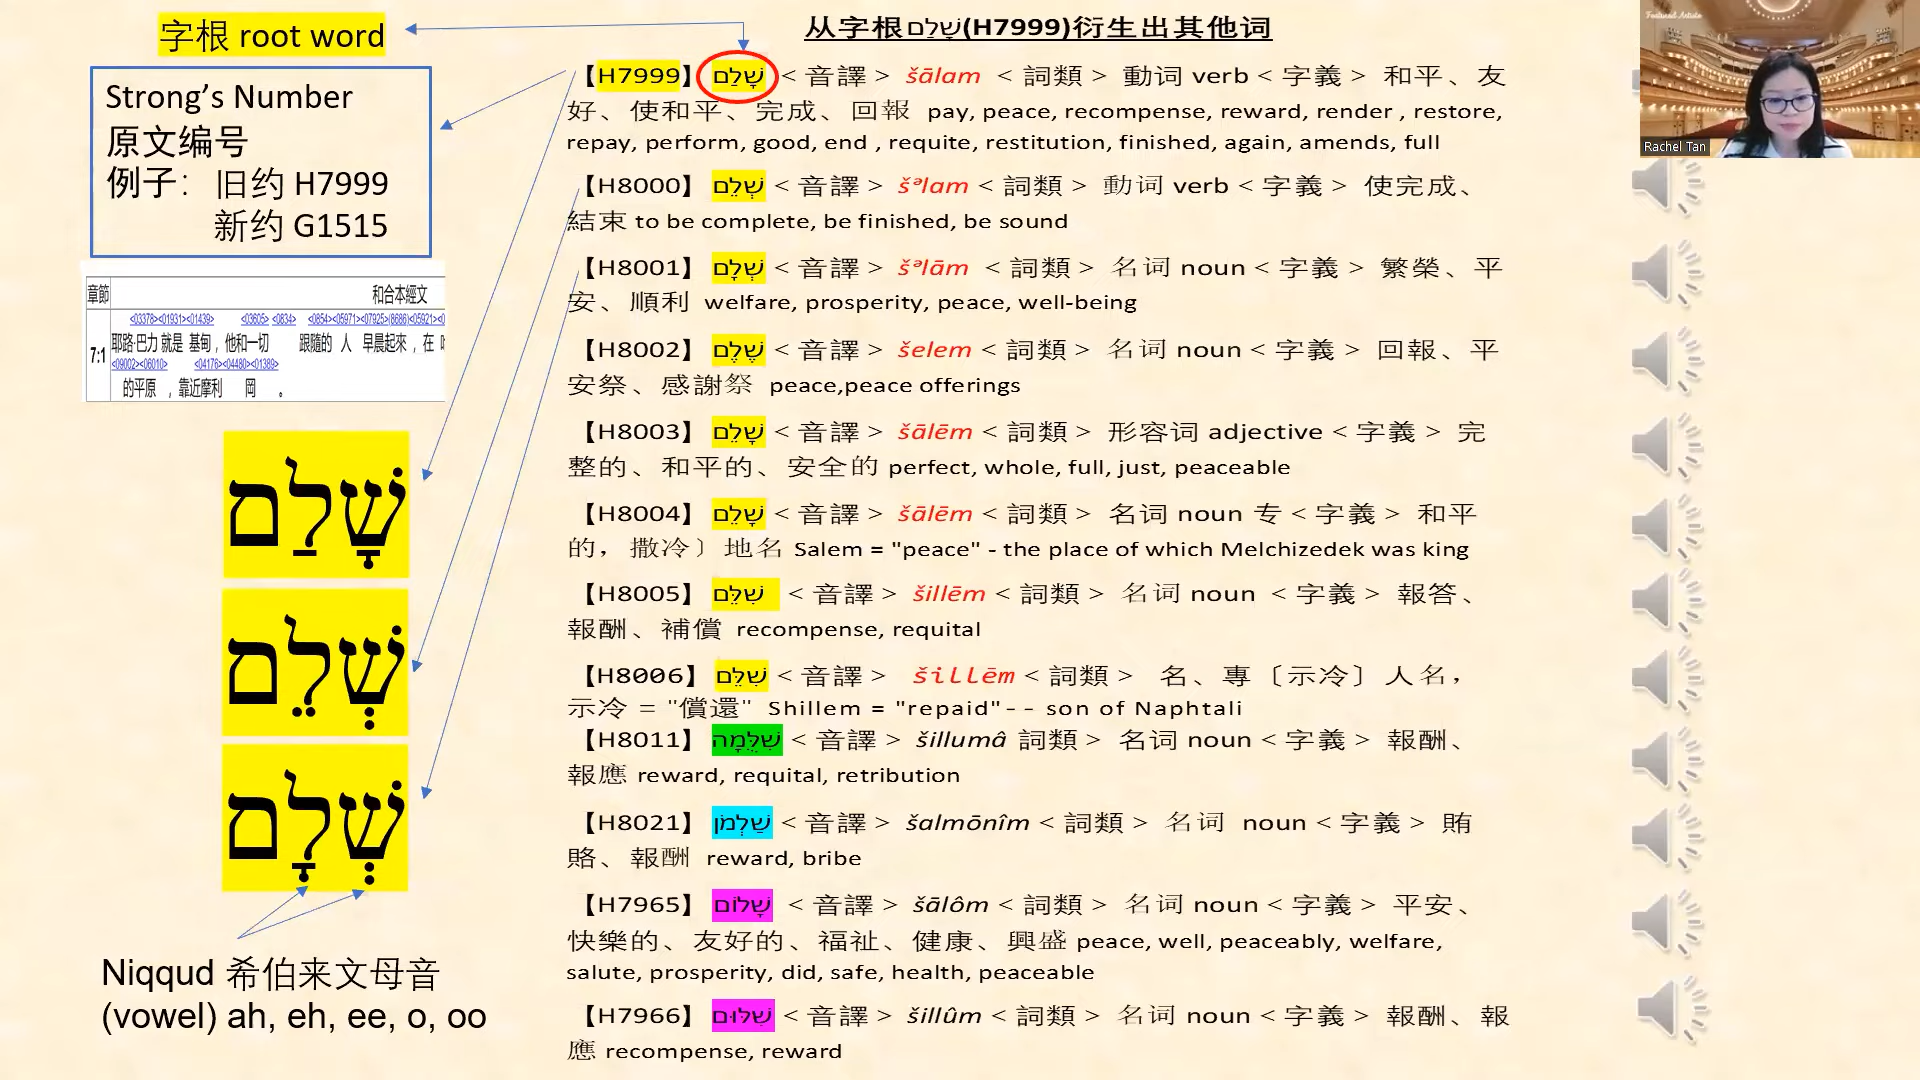 字根 root word
Strong’s Number
原文编号
例子： 旧约 H7999
新约 G1515
章節 和合本經文
<03378><01931><01439> <03605> <0834> <0854><05971><07925>(8686)<05921><0
7:1 耶路·巴力 就是 基甸，他和一切 跟隨的 人 早晨起來，在
<09002><06010> <04176><04480><01389>
的平原 ，靠近摩利 岡 。
שָׁלַם
שְׁלֵם
שְׁלָם
Niqqud 希伯来文母音
(vowel) ah, eh, ee, o, oo
从字根שָׁלַם(H7999)衍生出其他词
【H7999】 שָׁלַם < 音譯 > šālam < 詞類 > 動词 verb < 字義 > 和平、友
好、使和平、完成、回報 pay, peace, recompense, reward, render , restore,
repay, perform, good, end , requite, restitution, finished, again, amends, full
【H8000】 שְׁלֵם < 音譯 > šᵊlam < 詞類 > 動词 verb < 字義 > 使完成、
結束 to be complete, be finished, be sound
【H8001】 שְׁלָם < 音譯 > šᵊlām < 詞類 > 名词 noun < 字義 > 繁榮、平
安、順利 welfare, prosperity, peace, well-being
【H8002】 שֶׁלֶם < 音譯 > šelem < 詞類 > 名词 noun < 字義 > 回報、平
安祭、感謝祭 peace,peace offerings
【H8003】 שָׁלֵם < 音譯 > šālēm < 詞類 > 形容词 adjective < 字義 > 完
整的、和平的、安全的 perfect, whole, full, just, peaceable
【H8004】 שָׁלֵם < 音譯 > šālēm < 詞類 > 名词 noun 专 < 字義 > 和平
的，撒冷〕地名 Salem = "peace" - the place of which Melchizedek was king
【H8005】 שִׁלֵּם < 音譯 > šillēm < 詞類 > 名词 noun < 字義 > 報答、
報酬、補償 recompense, requital
【H8006】 שִׁלֵּם < 音譯 > šillēm < 詞類 > 名、專〔示冷〕人名，
示冷 = "償還" Shillem = "repaid"-- son of Naphtali
【H8011】 שִׁלֻּמָה < 音譯 > šillumâ 詞類 > 名词 noun < 字義 > 報酬、
報應 reward, requital, retribution
【H8021】 שַׁלְמֹן < 音譯 > šalmōnîm < 詞類 > 名词 noun < 字義 > 賄
賂、報酬 reward, bribe
【H7965】 שָׁלוֹם < 音譯 > šālôm < 詞類 > 名词 noun < 字義 > 平安、
快樂的、友好的、福祉、健康、興盛 peace, well, peaceably, welfare,
salute, prosperity, did, safe, health, peaceable
【H7966】 שִׁלּוּם < 音譯 > šillûm < 詞類 > 名词 noun < 字義 > 報酬、報
應 recompense, reward
Featured Artists
Rachel Tan